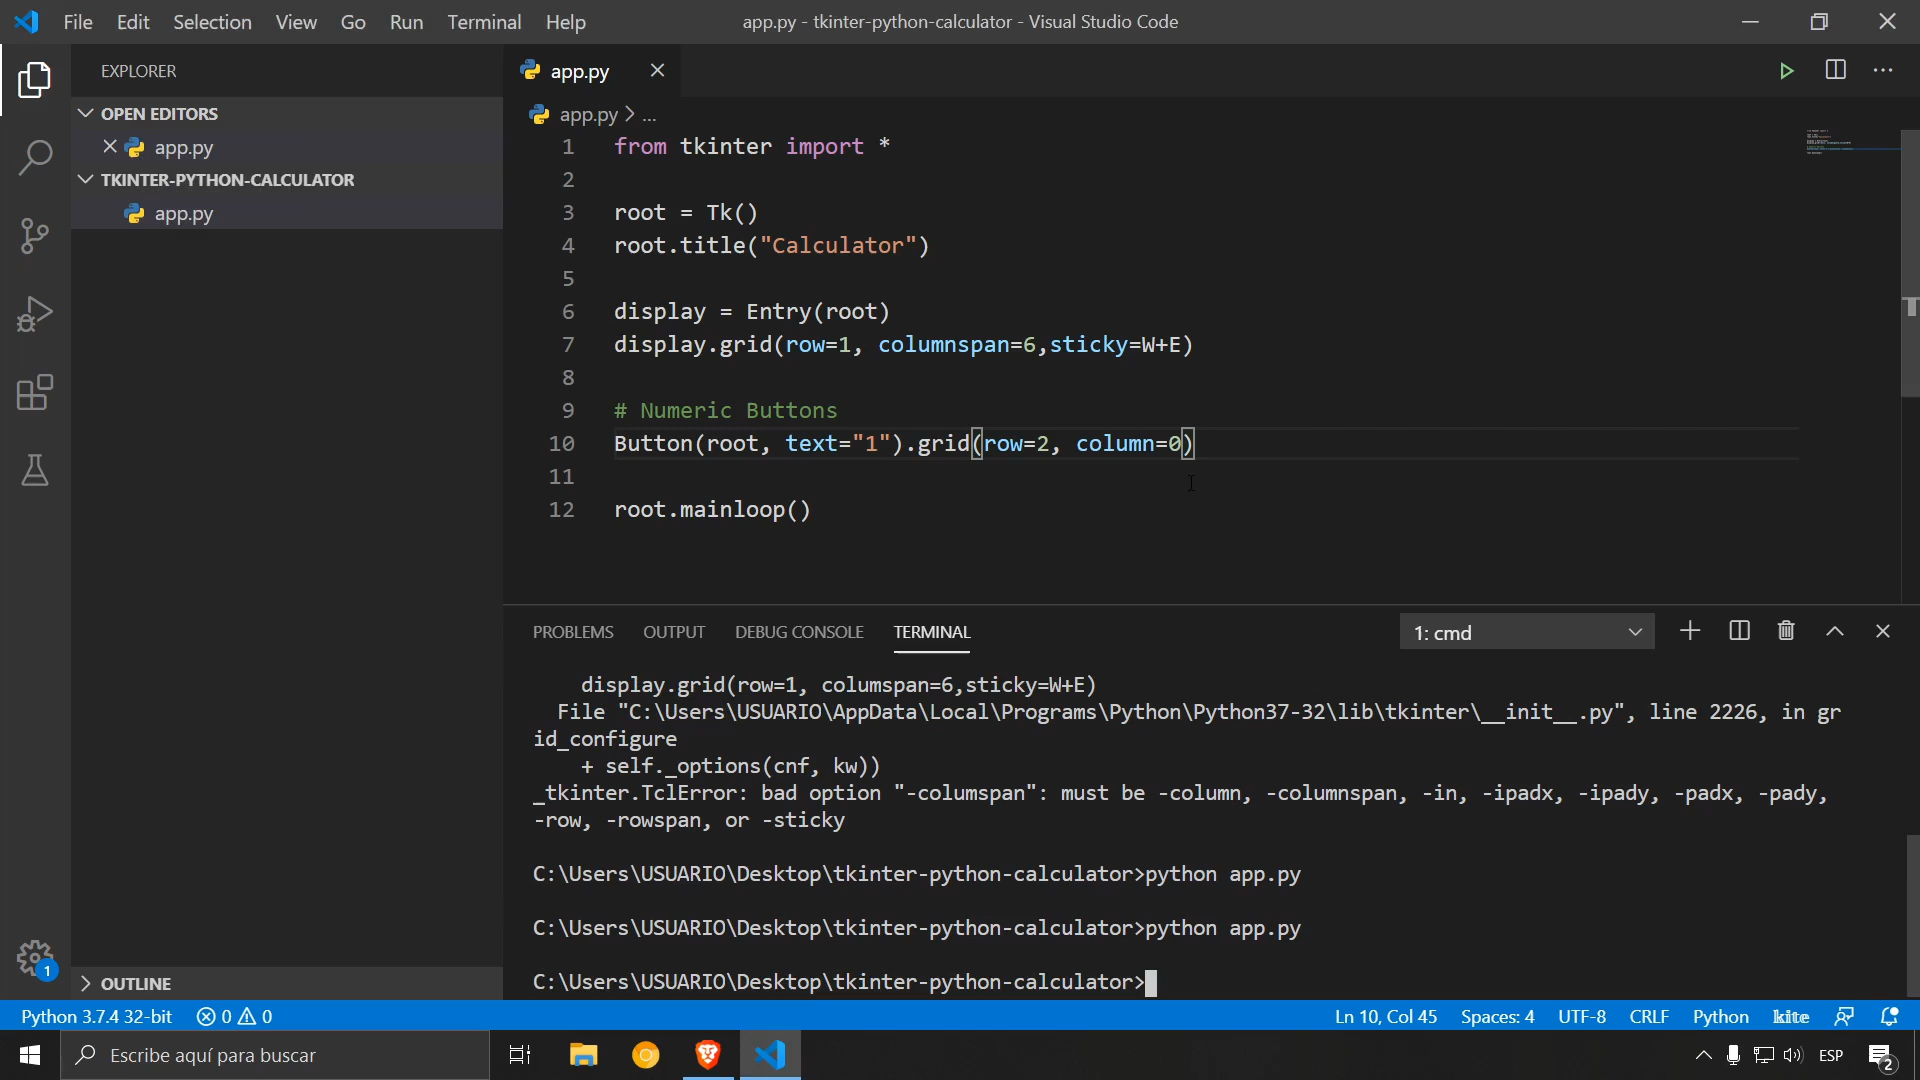 File Edit Selection View Go Run Terminal Help
app.py - tkinter-python-calculator - Visual Studio Code
EXPLORER
OPEN EDITORS
app.py
TKINTER-PYTHON-CALCULATOR
app.py
OUTLINE
app.py
app.py > ...
1 from tkinter import *
2
3 root = Tk()
4 root.title("Calculator")
5
6 display = Entry(root)
7 display.grid(row=1, columnspan=6,sticky=W+E)
8
9 # Numeric Buttons
10 Button(root, text="1").grid(row=2, column=0)
11
12 root.mainloop()
PROBLEMS OUTPUT DEBUG CONSOLE TERMINAL
1: cmd
display.grid(row=1, columspan=6,sticky=W+E)
File "C:\Users\USUARIO\AppData\Local\Programs\Python\Python37-32\lib\tkinter\__init__.py", line 2226, in gr
id_configure
+ self._options(cnf, kw))
_tkinter.TclError: bad option "-columspan": must be -column, -columnspan, -in, -ipadx, -ipady, -padx, -pady,
-row, -rowspan, or -sticky
C:\Users\USUARIO\Desktop\tkinter-python-calculator>python app.py
C:\Users\USUARIO\Desktop\tkinter-python-calculator>python app.py
C:\Users\USUARIO\Desktop\tkinter-python-calculator>
1
Python 3.7.4 32-bit 0 0
Ln 10, Col 45 Spaces: 4 UTF-8 CRLF Python kite
Escribe aquí para buscar
ESP
2